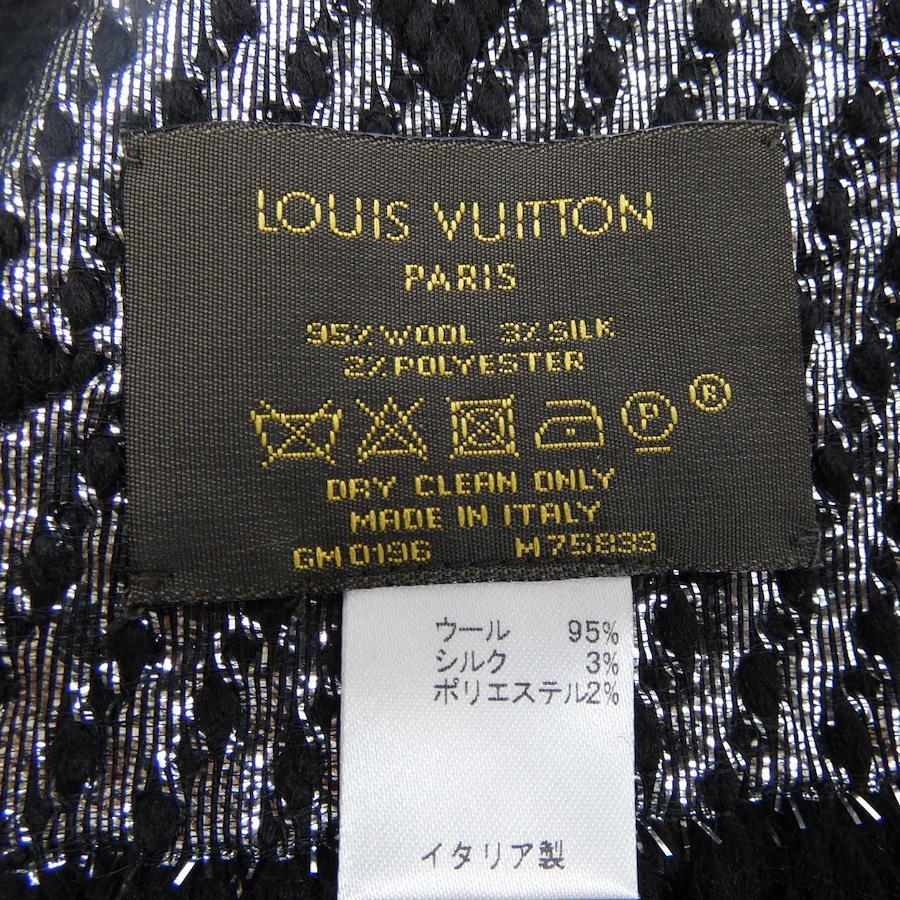 LOUIS VUITTON
PARIS
95% WOOL 3% SILK
2% POLYESTER
P ®
DRY CLEAN ONLY
MADE IN ITALY
GM0196 M75833
ウール 95%
シルク 3%
ポリエステル2%
イタリア製